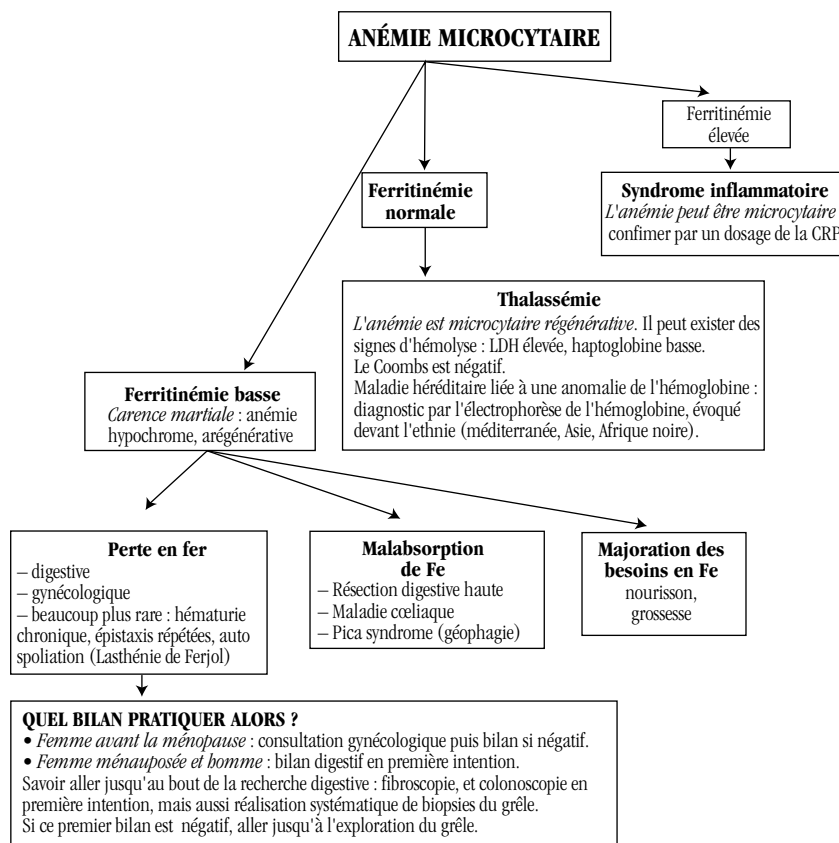 ANÉMIE MICROCYTAIRE
Ferritinémie
élevée
Ferritinémie
normale
Syndrome inflammatoire
L'anémie peut être microcytaire
confimer par un dosage de la CRP
Thalassémie
L'anémie est microcytaire régénérative. Il peut exister des
signes d'hémolyse : LDH élevée, haptoglobine basse.
Le Coombs est négatif.
Maladie héréditaire liée à une anomalie de l'hémoglobine :
diagnostic par l'électrophorèse de l'hémoglobine, évoqué
devant l'ethnie (méditerranée, Asie, Afrique noire).
Ferritinémie basse
Carence martiale : anémie
hypochrome, arégénérative
Perte en fer
– digestive
– gynécologique
– beaucoup plus rare : hématurie
chronique, épistaxis répétées, auto
spoliation (Lasthénie de Ferjol)
Malabsorption
de Fe
– Résection digestive haute
– Maladie cœliaque
– Pica syndrome (géophagie)
Majoration des
besoins en Fe
nourisson,
grossesse
QUEL BILAN PRATIQUER ALORS ?
• Femme avant la ménopause : consultation gynécologique puis bilan si négatif.
• Femme ménauposée et homme : bilan digestif en première intention.
Savoir aller jusqu'au bout de la recherche digestive : fibroscopie, et colonoscopie en
première intention, mais aussi réalisation systématique de biopsies du grêle.
Si ce premier bilan est négatif, aller jusqu'à l'exploration du grêle.